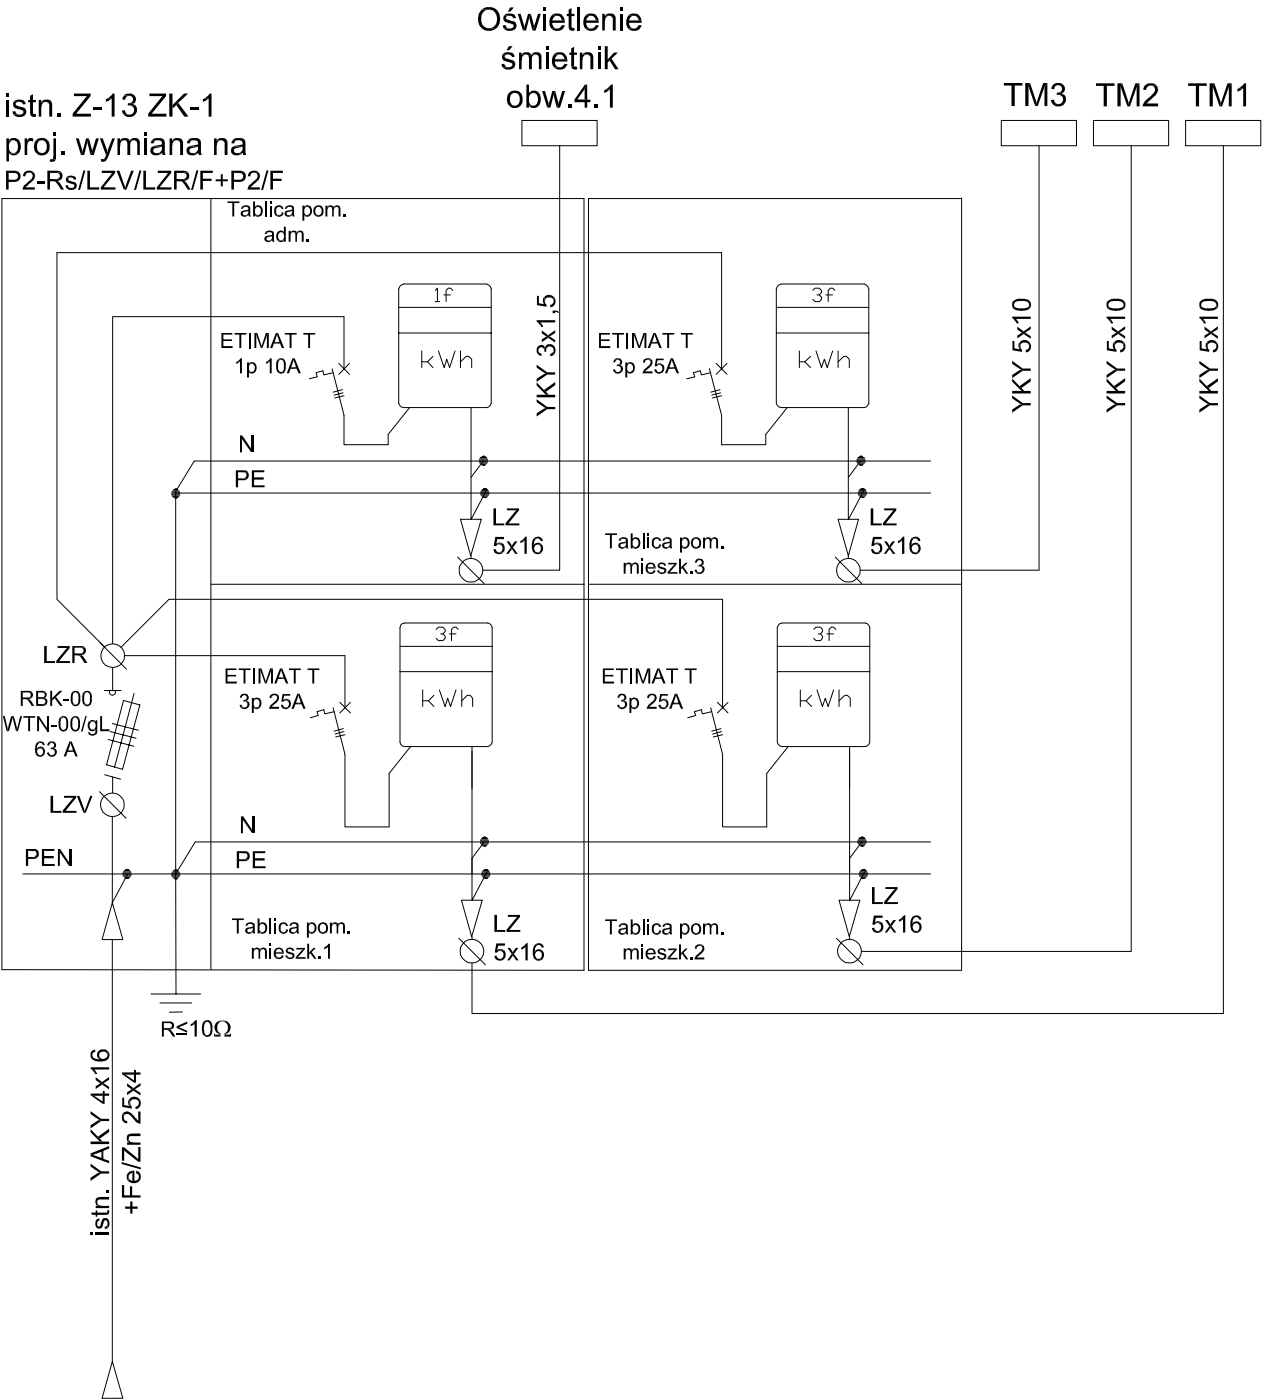 Oświetlenie
śmietnik
obw.4.1
TM3
TM2
TM1
istn. Z-13 ZK-1
proj. wymiana na
P2-Rs/LZV/LZR/F+P2/F
Tablica pom.
adm.
1f
kWh
ETIMAT T
1p 10A
YKY 3x1,5
3f
kWh
ETIMAT T
3p 25A
YKY 5x10
YKY 5x10
YKY 5x10
N
PE
LZ
5x16
Tablica pom.
mieszk.3
LZ
5x16
LZR
RBK-00
WTN-00/gL
63 A
LZV
PEN
ETIMAT T
3p 25A
3f
kWh
ETIMAT T
3p 25A
3f
kWh
N
PE
Tablica pom.
mieszk.1
LZ
5x16
Tablica pom.
mieszk.2
LZ
5x16
R≤10Ω
istn. YAKY 4x16
+Fe/Zn 25x4